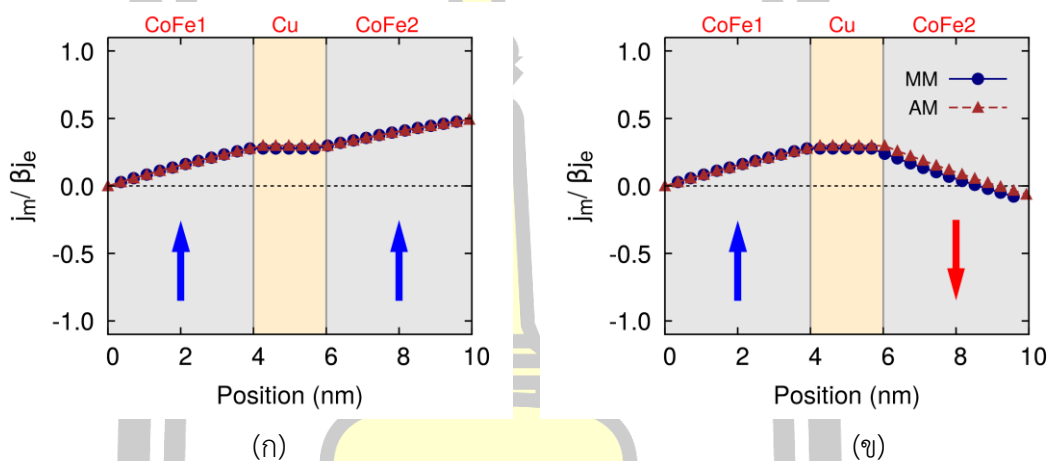 CoFe1 Cu CoFe2
1.0
0.5
0.0
-0.5
-1.0
jm/ βje
0 2 4 6 8 10
Position (nm)
(ก)
CoFe1 Cu CoFe2
MM
AM
1.0
0.5
0.0
-0.5
-1.0
jm/ βje
0 2 4 6 8 10
Position (nm)
(ข)